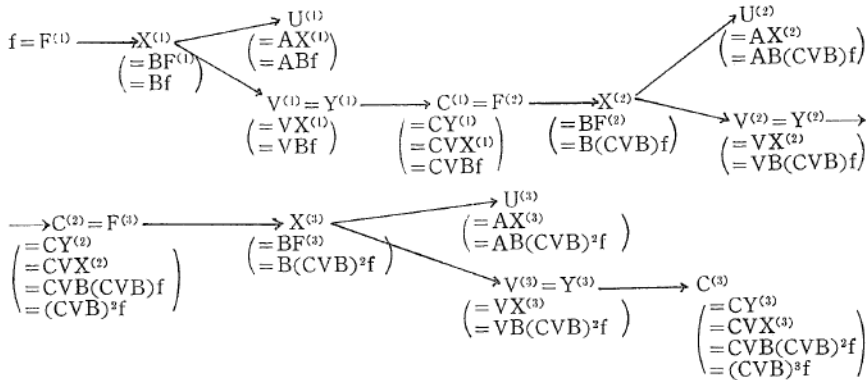 f=F⁽¹⁾ → X⁽¹⁾
(=BF⁽¹⁾
=Bf)
U⁽¹⁾
(=AX⁽¹⁾
=ABf)
V⁽¹⁾=Y⁽¹⁾ → C⁽¹⁾=F⁽²⁾ → X⁽²⁾
(=VX⁽¹⁾
=VBf)
(=CY⁽¹⁾
=CVX⁽¹⁾
=CVBf)
(=BF⁽²⁾
=B(CVB)f)
U⁽²⁾
(=AX⁽²⁾
=AB(CVB)f)
V⁽²⁾=Y⁽²⁾ →
(=VX⁽²⁾
=VB(CVB)f)
→ C⁽²⁾=F⁽³⁾ → X⁽³⁾
(=CY⁽²⁾
=CVX⁽²⁾
=CVB(CVB)f
=(CVB)²f)
(=BF⁽³⁾
=B(CVB)²f)
U⁽³⁾
(=AX⁽³⁾
=AB(CVB)²f)
V⁽³⁾=Y⁽³⁾ → C⁽³⁾
(=VX⁽³⁾
=VB(CVB)²f)
(=CY⁽³⁾
=CVX⁽³⁾
=CVB(CVB)²f
=(CVB)³f)